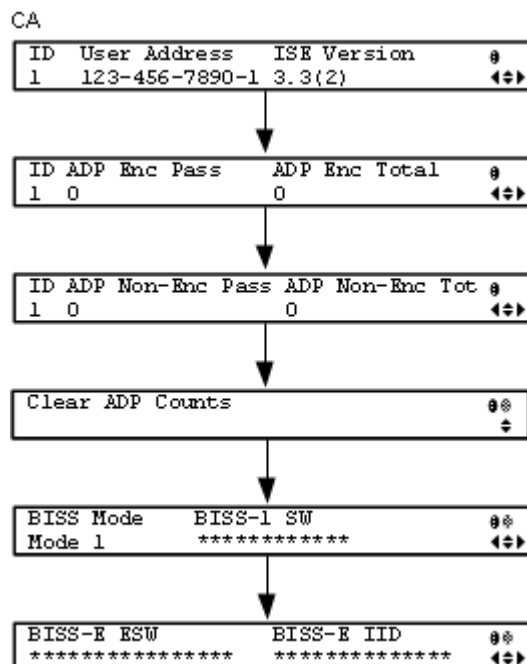 CA
ID User Address ISE Version
1 123-456-7890-1 3.3(2)
ID ADP Enc Pass ADP Enc Total
1 0 0
ID ADP Non-Enc Pass ADP Non-Enc Tot
1 0 0
Clear ADP Counts
BISS Mode BISS-1 SW
Mode 1 ************
BISS-E ESW BISS-E IID
**************** **************